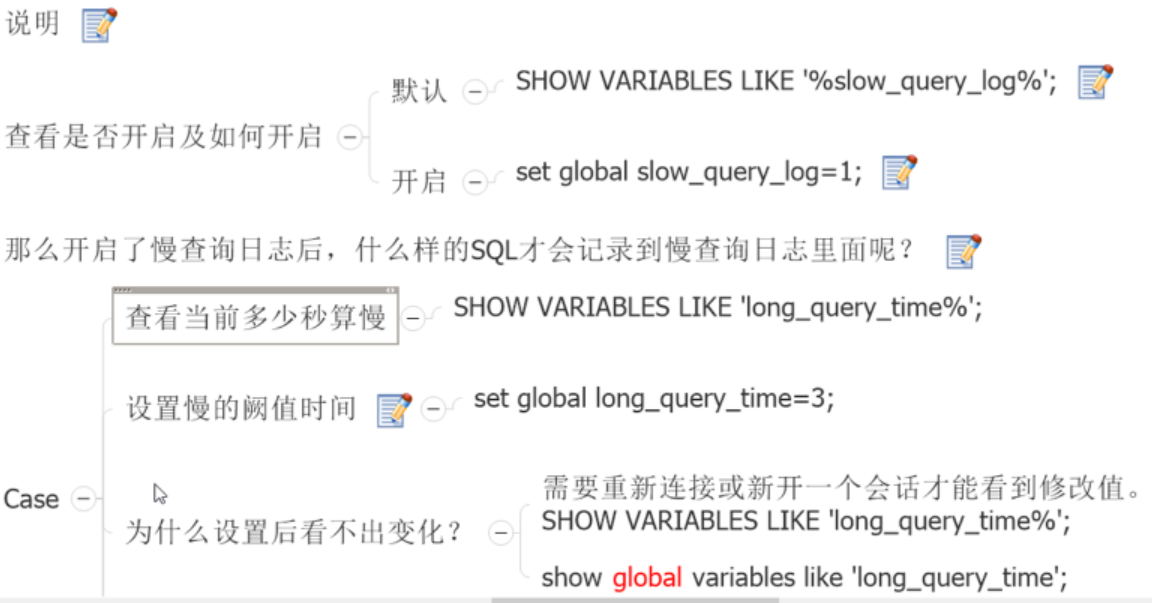 说明
默认 SHOW VARIABLES LIKE '%slow_query_log%';
查看是否开启及如何开启
开启 set global slow_query_log=1;
那么开启了慢查询日志后，什么样的SQL才会记录到慢查询日志里面呢？
查看当前多少秒算慢 SHOW VARIABLES LIKE 'long_query_time%';
设置慢的阙值时间 set global long_query_time=3;
Case
为什么设置后看不出变化？
需要重新连接或新开一个会话才能看到修改值。
SHOW VARIABLES LIKE 'long_query_time%';
show global variables like 'long_query_time';